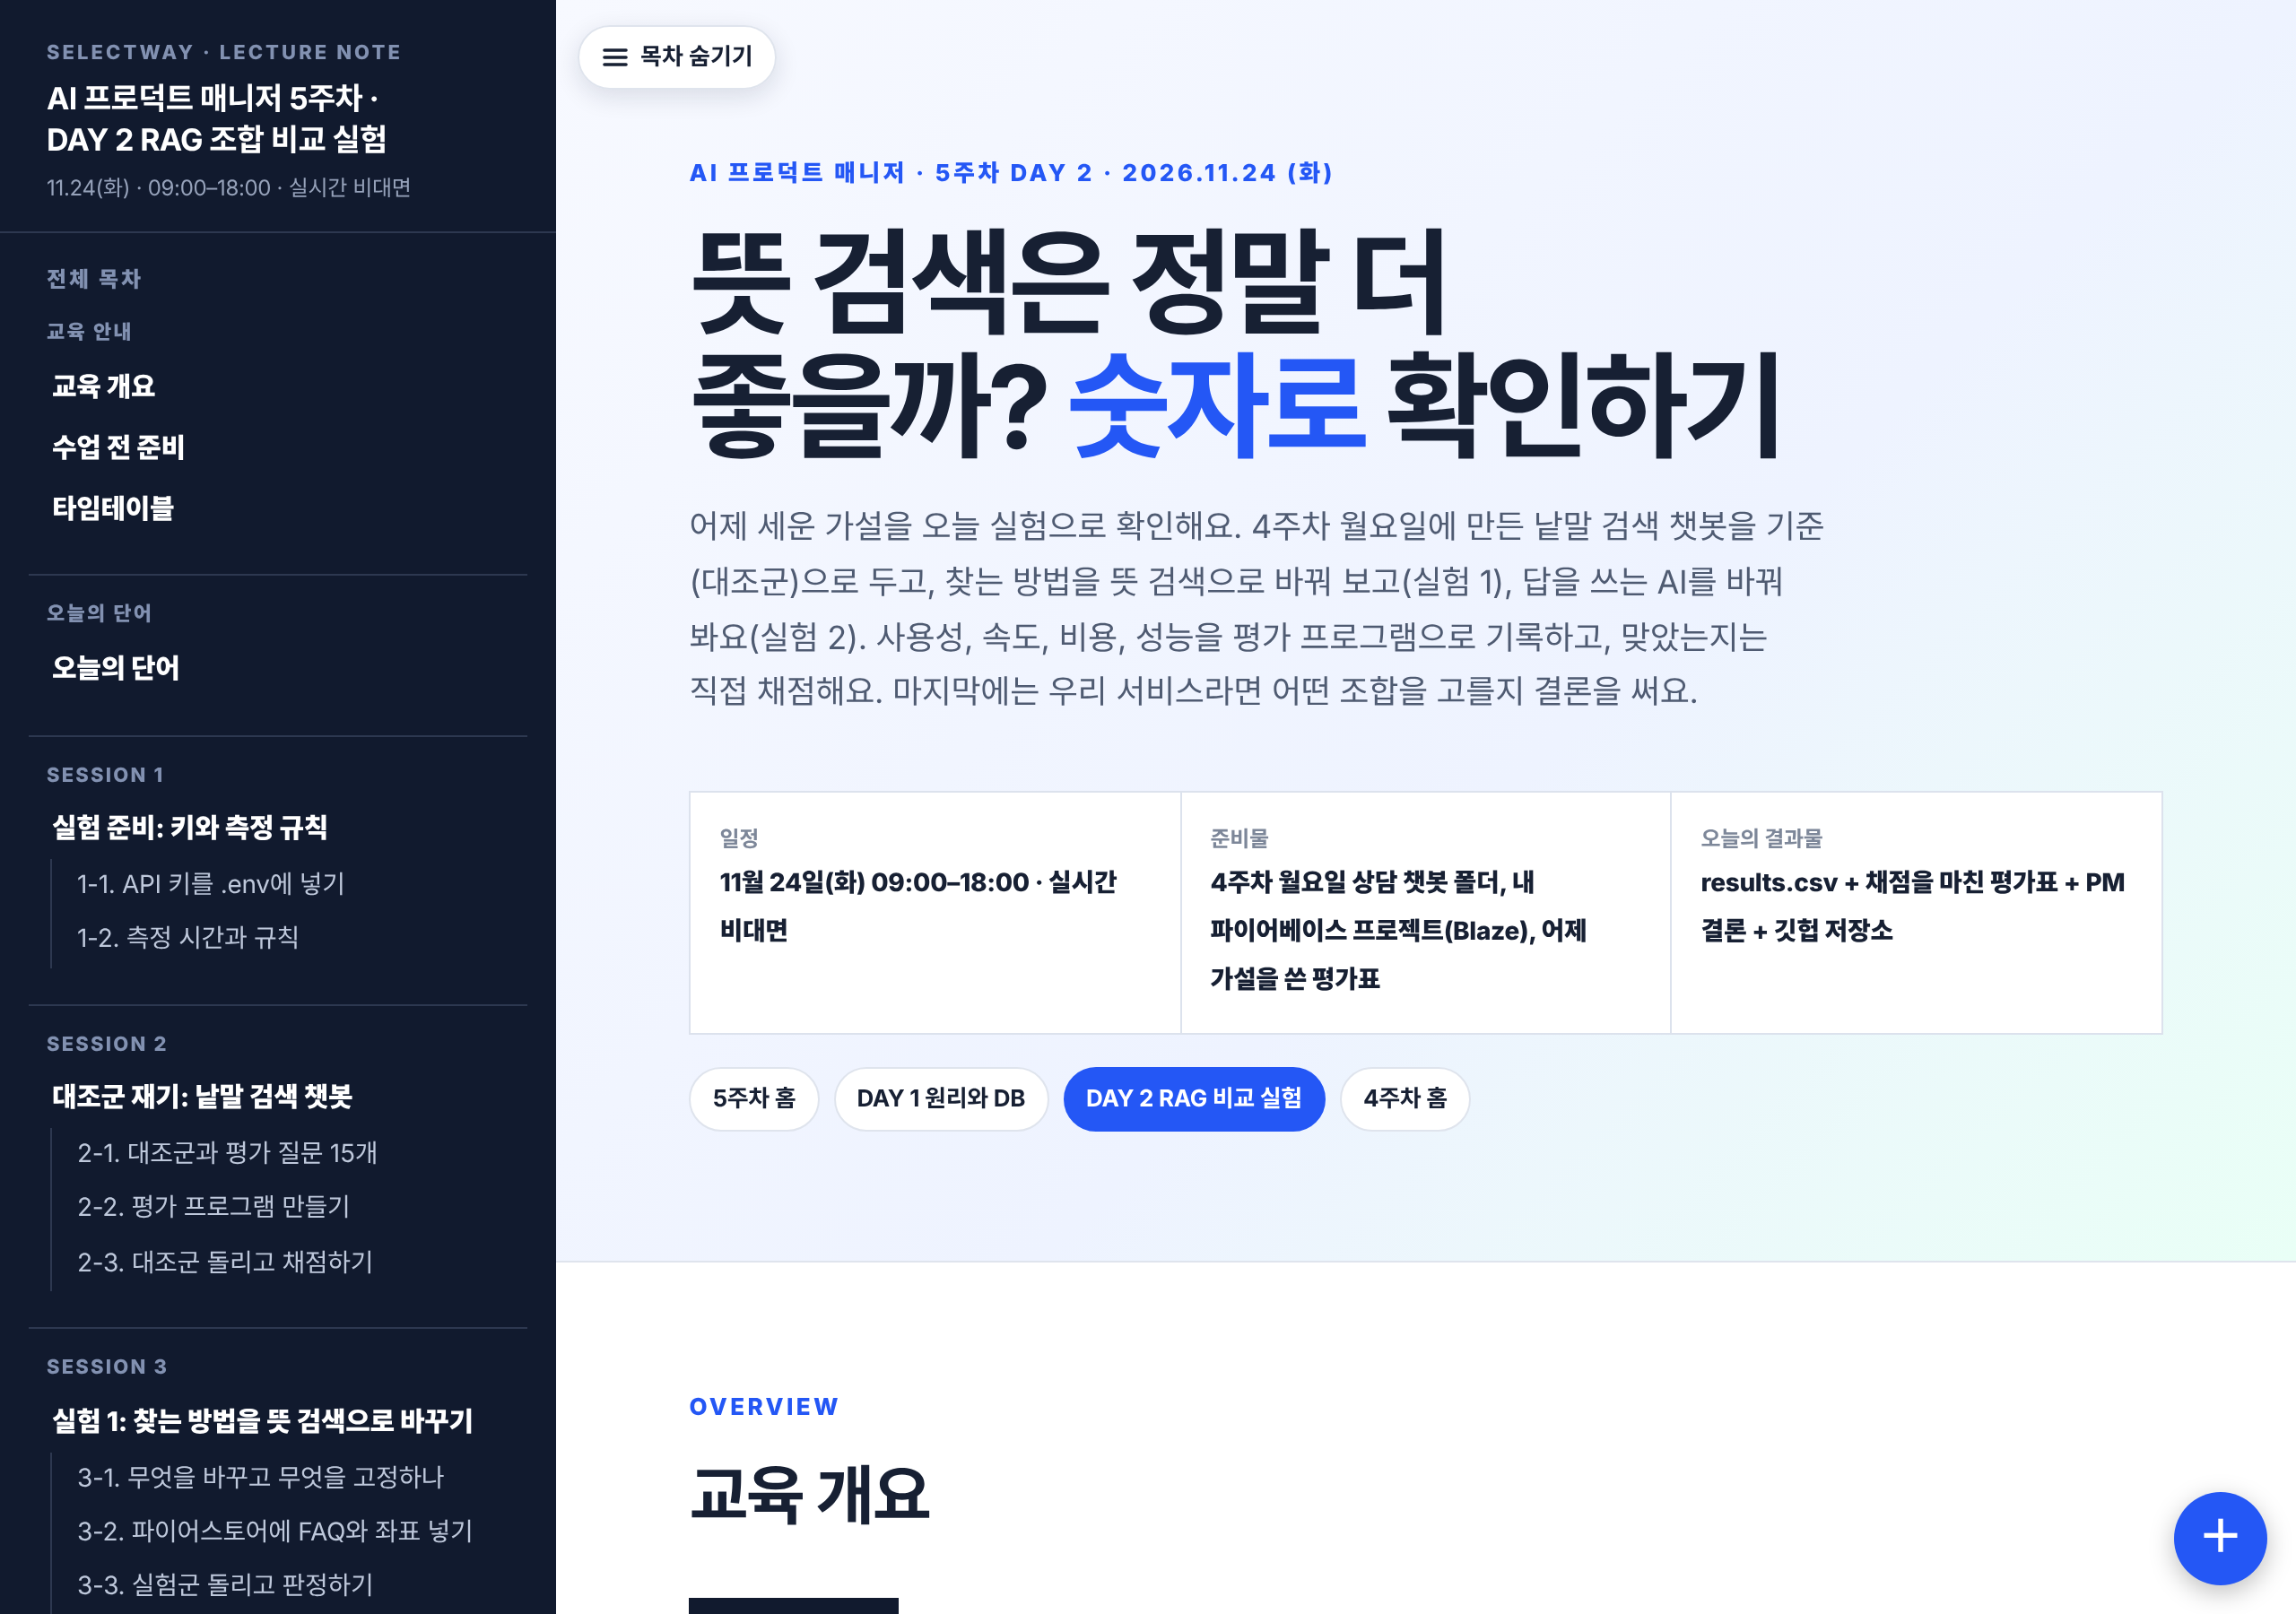 SELECTWAY · LECTURE NOTE
AI 프로덕트 매니저 5주차 ·
DAY 2 RAG 조합 비교 실험
11.24(화) · 09:00–18:00 · 실시간 비대면
전체 목차
교육 안내
교육 개요
수업 전 준비
타임테이블
오늘의 단어
오늘의 단어
SESSION 1
실험 준비: 키와 측정 규칙
1-1. API 키를 .env에 넣기
1-2. 측정 시간과 규칙
SESSION 2
대조군 재기: 낱말 검색 챗봇
2-1. 대조군과 평가 질문 15개
2-2. 평가 프로그램 만들기
2-3. 대조군 돌리고 채점하기
SESSION 3
실험 1: 찾는 방법을 뜻 검색으로 바꾸기
3-1. 무엇을 바꾸고 무엇을 고정하나
3-2. 파이어스토어에 FAQ와 좌표 넣기
3-3. 실험군 돌리고 판정하기
목차 숨기기
AI 프로덕트 매니저 · 5주차 DAY 2 · 2026.11.24 (화)
뜻 검색은 정말 더
좋을까? 숫자로 확인하기
어제 세운 가설을 오늘 실험으로 확인해요. 4주차 월요일에 만든 낱말 검색 챗봇을 기준
(대조군)으로 두고, 찾는 방법을 뜻 검색으로 바꿔 보고(실험 1), 답을 쓰는 AI를 바꿔
봐요(실험 2). 사용성, 속도, 비용, 성능을 평가 프로그램으로 기록하고, 맞았는지는
직접 채점해요. 마지막에는 우리 서비스라면 어떤 조합을 고를지 결론을 써요.
일정
11월 24일(화) 09:00–18:00 · 실시간
비대면
준비물
4주차 월요일 상담 챗봇 폴더, 내
파이어베이스 프로젝트(Blaze), 어제
가설을 쓴 평가표
오늘의 결과물
results.csv + 채점을 마친 평가표 + PM
결론 + 깃헙 저장소
5주차 홈
DAY 1 원리와 DB
DAY 2 RAG 비교 실험
4주차 홈
OVERVIEW
교육 개요